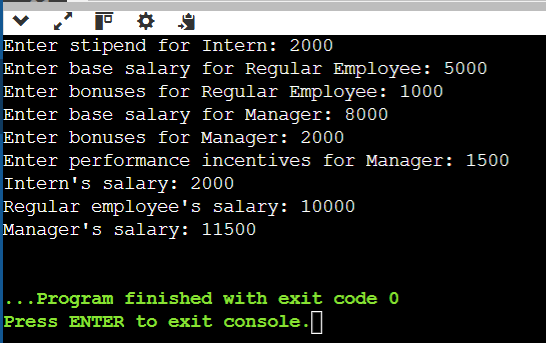 Enter stipend for Intern: 2000
Enter base salary for Regular Employee: 5000
Enter bonuses for Regular Employee: 1000
Enter base salary for Manager: 8000
Enter bonuses for Manager: 2000
Enter performance incentives for Manager: 1500
Intern's salary: 2000
Regular employee's salary: 10000
Manager's salary: 11500
...Program finished with exit code 0
Press ENTER to exit console.